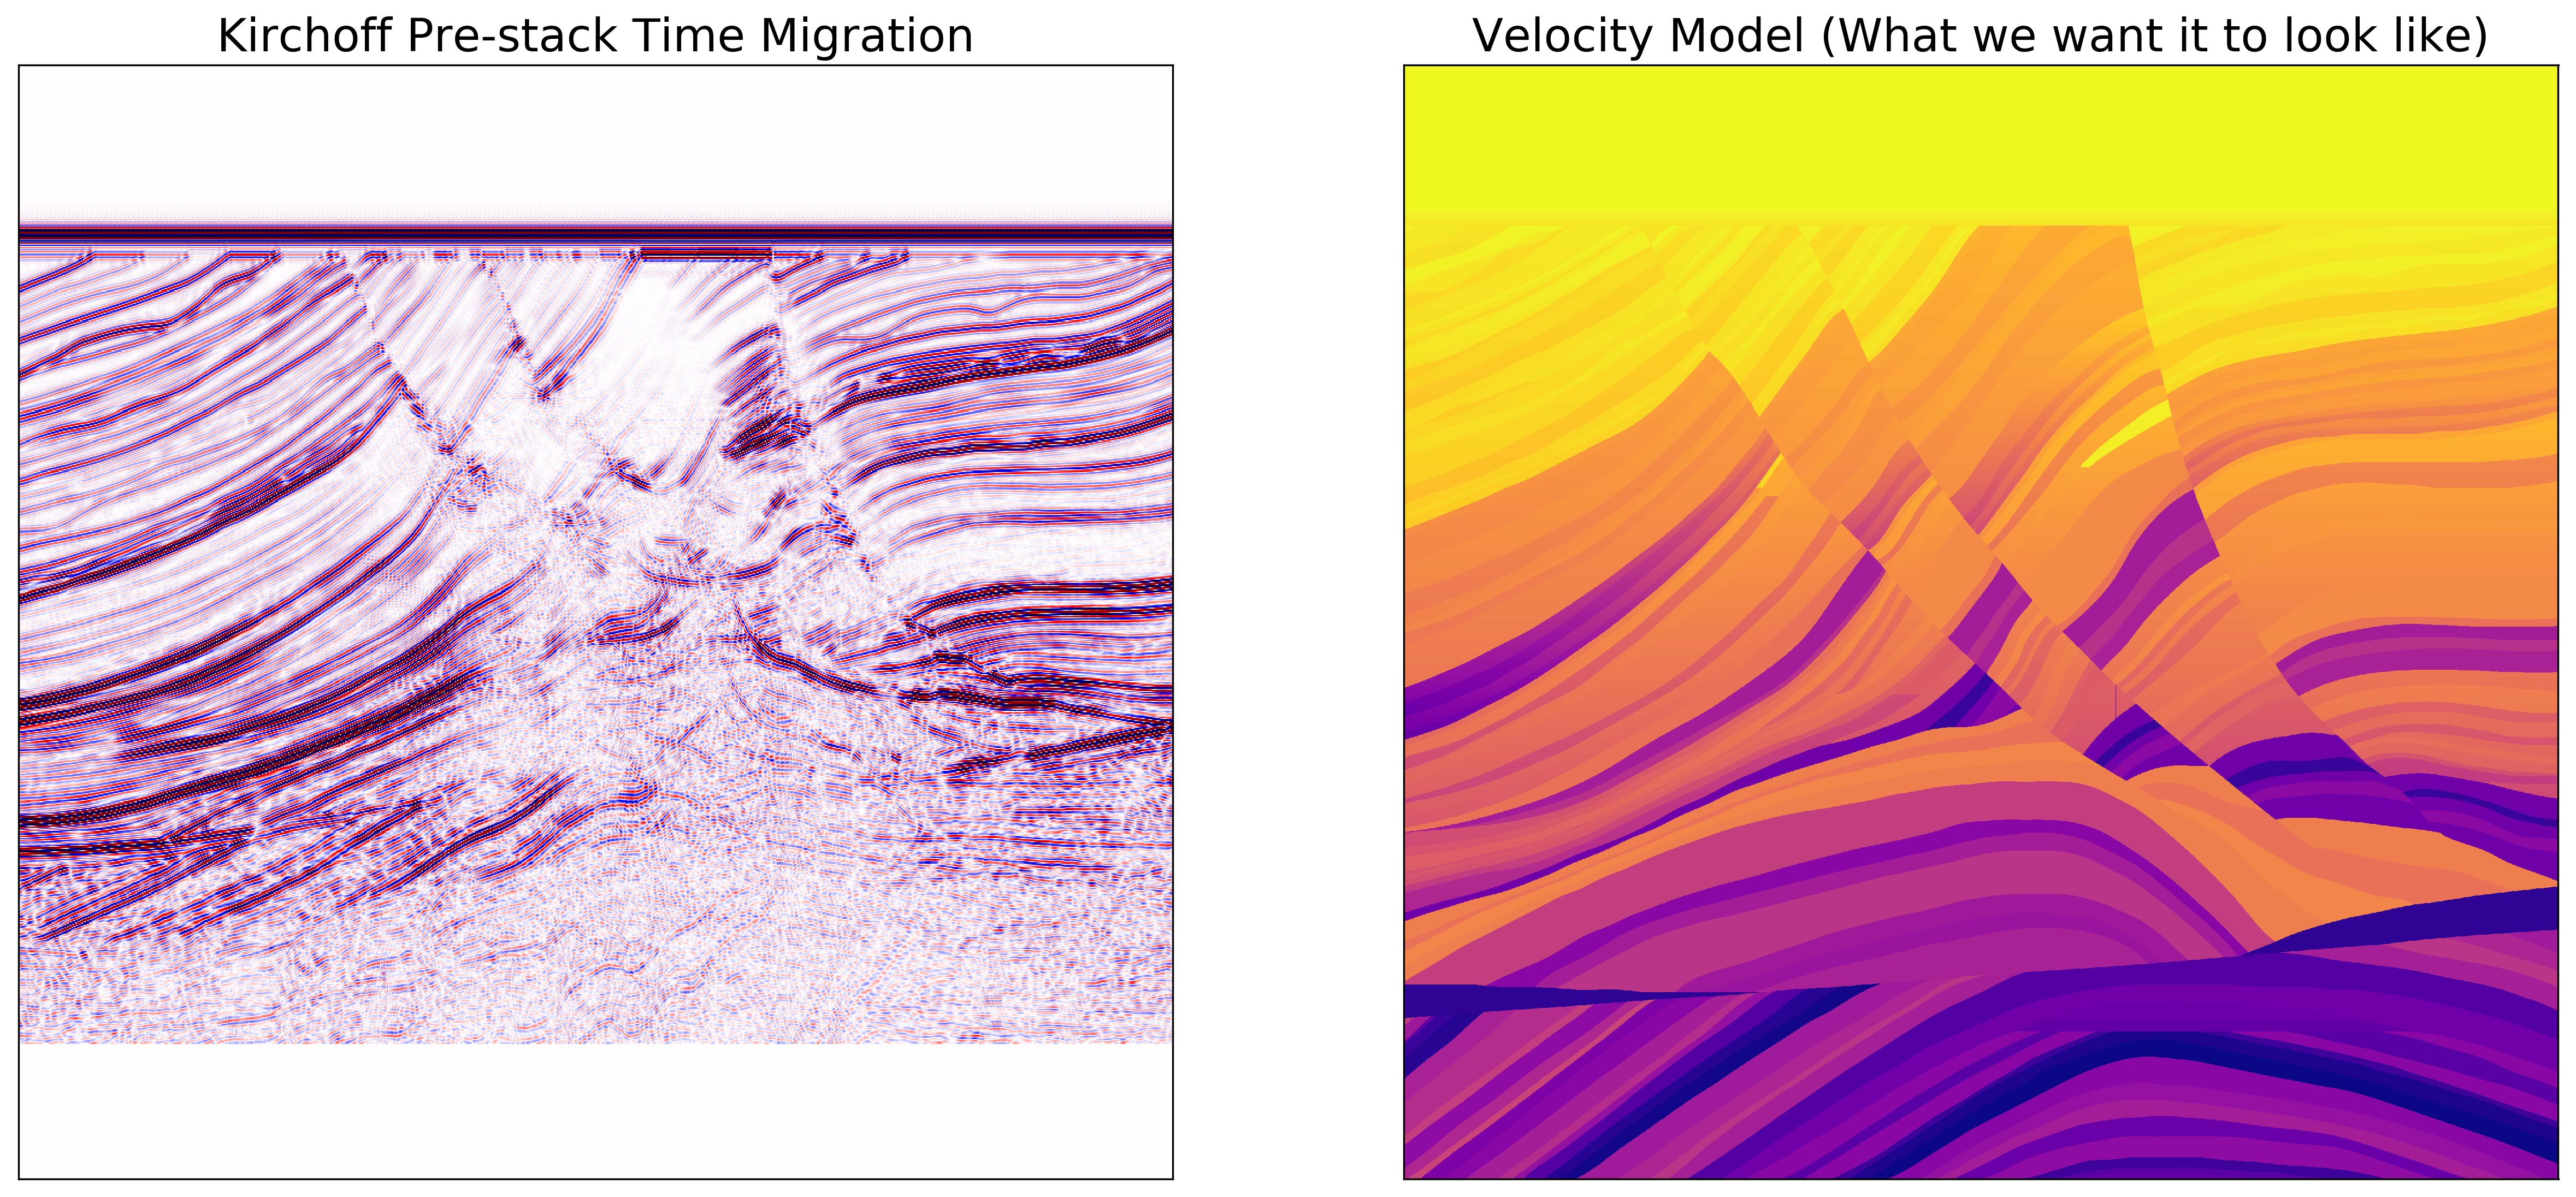 Kirchoff Pre-stack Time Migration
Velocity Model (What we want it to look like)